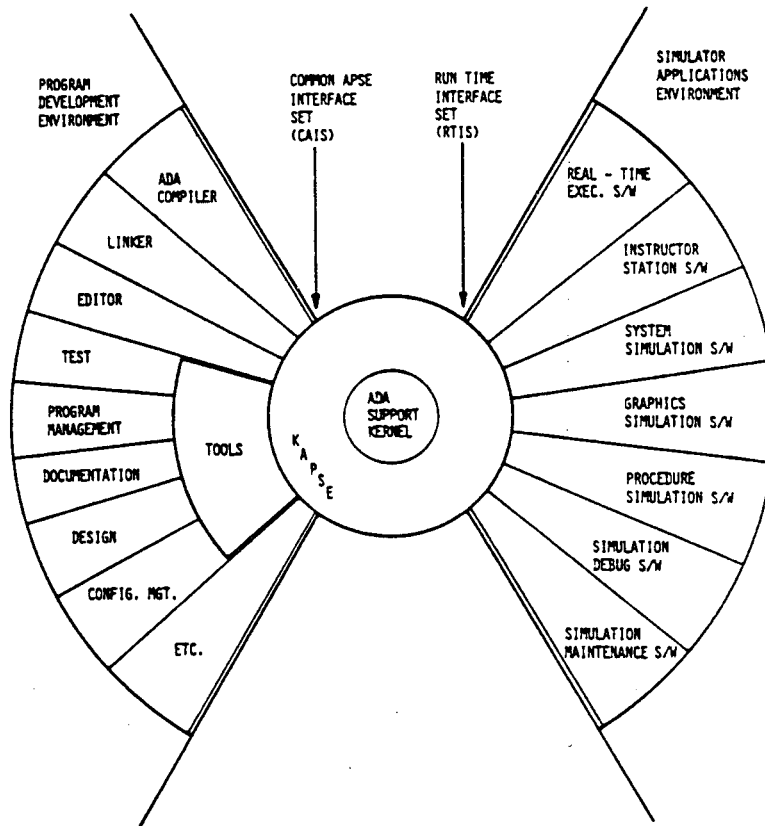 PROGRAM
DEVELOPMENT
ENVIRONMENT
COMMON APSE
INTERFACE
SET
(CAIS)
RUN TIME
INTERFACE
SET
(RTIS)
SIMULATOR
APPLICATIONS
ENVIRONMENT
ADA
COMPILER
LINKER
EDITOR
TEST
PROGRAM
MANAGEMENT
DOCUMENTATION
DESIGN
CONFIG. MGT.
ETC.
TOOLS
KAPSE
ADA
SUPPORT
KERNEL
REAL - TIME
EXEC. S/W
INSTRUCTOR
STATION S/W
SYSTEM
SIMULATION S/W
GRAPHICS
SIMULATION S/W
PROCEDURE
SIMULATION S/W
SIMULATION
DEBUG S/W
SIMULATION
MAINTENANCE S/W